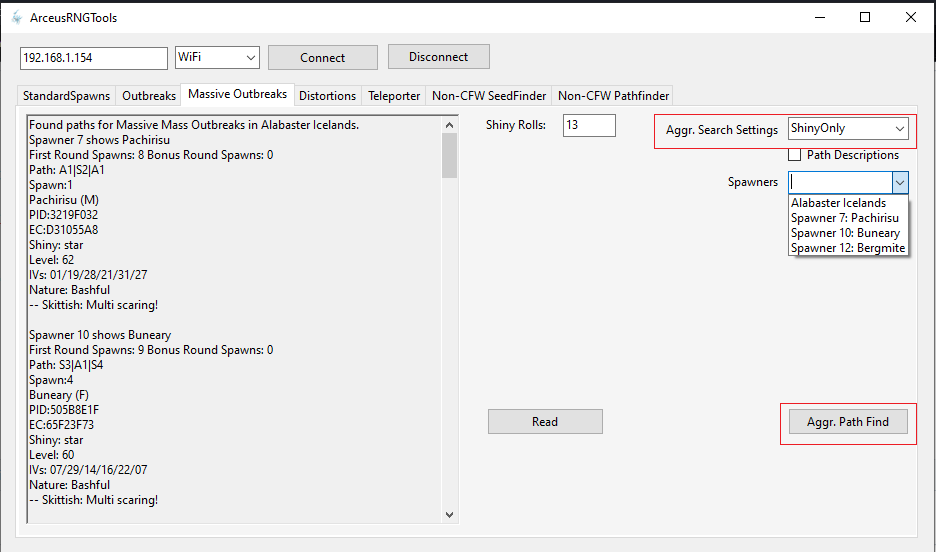 ArceusRNGTools
192.168.1.154
WiFi
Connect
Disconnect
StandardSpawns
Outbreaks
Massive Outbreaks
Distortions
Teleporter
Non-CFW SeedFinder
Non-CFW Pathfinder
Found paths for Massive Mass Outbreaks in Alabaster Icelands.
Spawner 7 shows Pachirisu
First Round Spawns: 8 Bonus Round Spawns: 0
Path: A1|S2|A1
Spawn:1
Pachirisu (M)
PID:3219F032
EC:D31055A8
Shiny: star
Level: 62
IVs: 01/19/28/21/31/27
Nature: Bashful
-- Skittish: Multi scaring!
Spawner 10 shows Buneary
First Round Spawns: 9 Bonus Round Spawns: 0
Path: S3|A1|S4
Spawn:4
Buneary (F)
PID:505B8E1F
EC:65F23F73
Shiny: star
Level: 60
IVs: 07/29/14/16/22/07
Nature: Bashful
-- Skittish: Multi scaring!
Shiny Rolls:
13
Aggr. Search Settings
ShinyOnly
Path Descriptions
Spawners
Alabaster Icelands
Spawner 7: Pachirisu
Spawner 10: Buneary
Spawner 12: Bergmite
Read
Aggr. Path Find